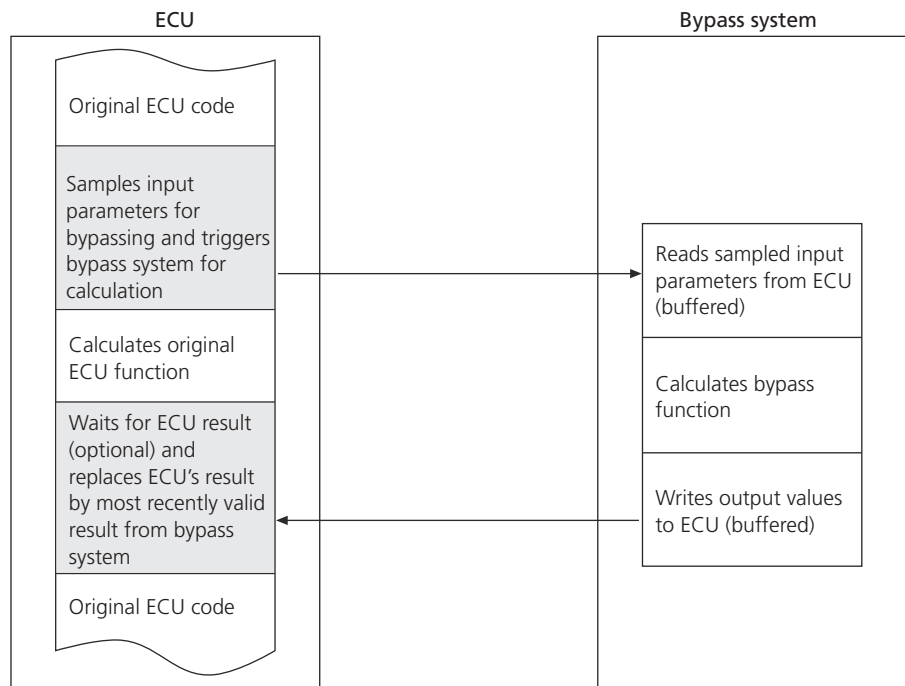 ECU
Original ECU code
Samples input
parameters for
bypassing and triggers
bypass system for
calculation
Calculates original
ECU function
Waits for ECU result
(optional) and
replaces ECU's result
by most recently valid
result from bypass
system
Original ECU code
Bypass system
Reads sampled input
parameters from ECU
(buffered)
Calculates bypass
function
Writes output values
to ECU (buffered)